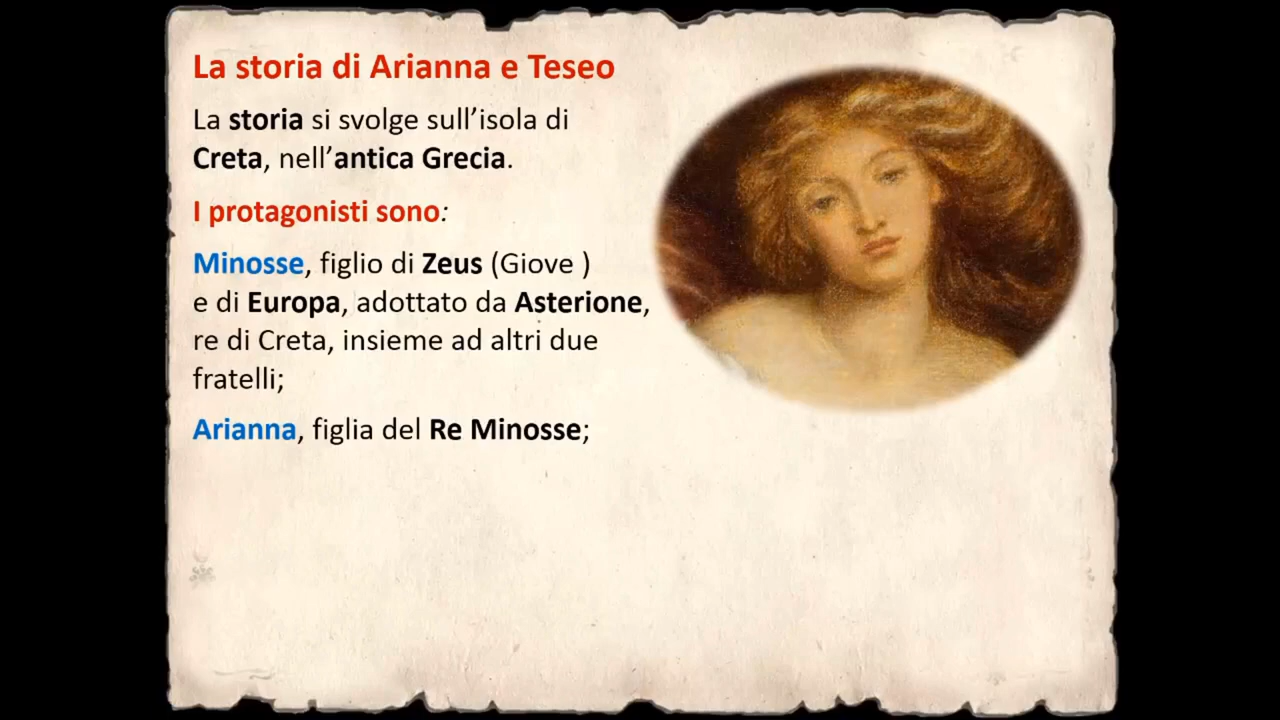 La storia di Arianna e Teseo
La storia si svolge sull’isola di
Creta, nell’antica Grecia.
I protagonisti sono:
Minosse, figlio di Zeus (Giove )
e di Europa, adottato da Asterione,
re di Creta, insieme ad altri due
fratelli;
Arianna, figlia del Re Minosse;